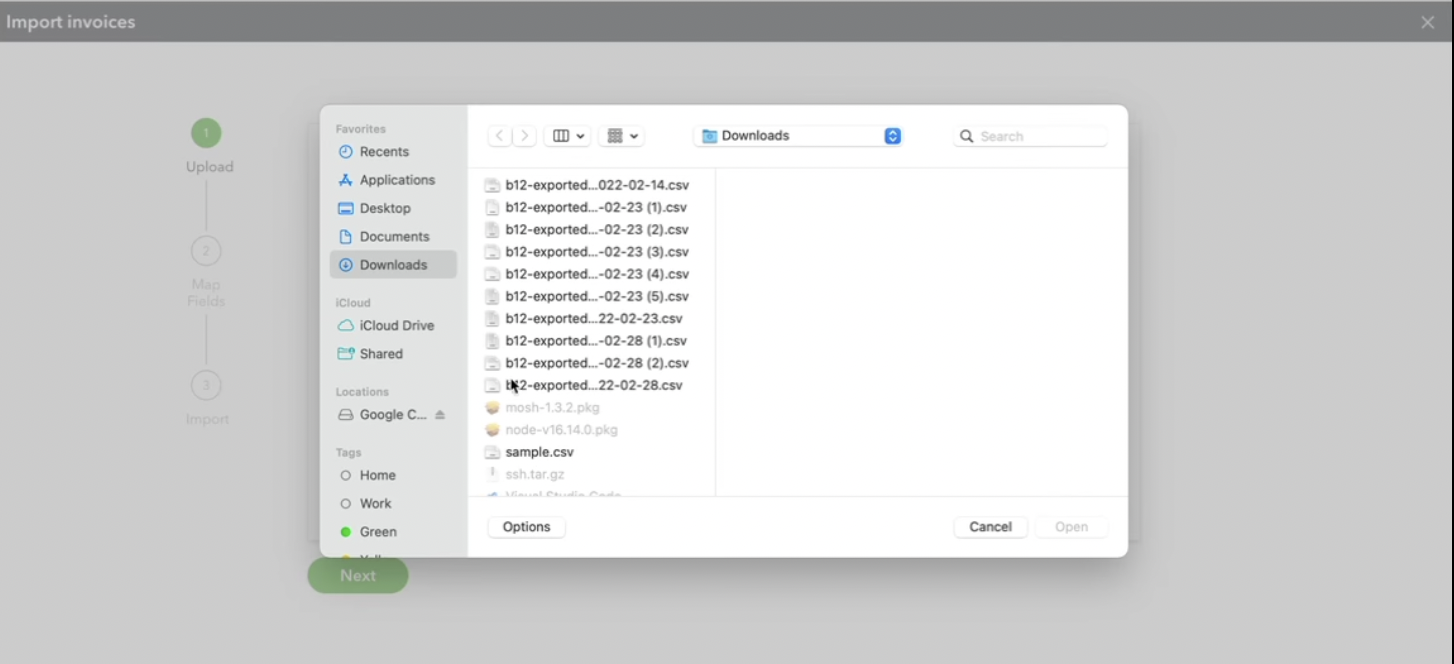 Import invoices
1
Upload
2
Map
Fields
3
Import
Favorites
Recents
Applications
Desktop
Documents
Downloads
iCloud
iCloud Drive
Shared
Locations
Google C...
Tags
Home
Work
Green
Downloads
Search
b12-exported...022-02-14.csv
b12-exported...-02-23 (1).csv
b12-exported...-02-23 (2).csv
b12-exported...-02-23 (3).csv
b12-exported...-02-23 (4).csv
b12-exported...-02-23 (5).csv
b12-exported...22-02-23.csv
b12-exported...-02-28 (1).csv
b12-exported...-02-28 (2).csv
b12-exported...22-02-28.csv
mosh-1.3.2.pkg
node-v16.14.0.pkg
sample.csv
ssh.tar.gz
Visual Studio Code
Options
Cancel
Open
Next